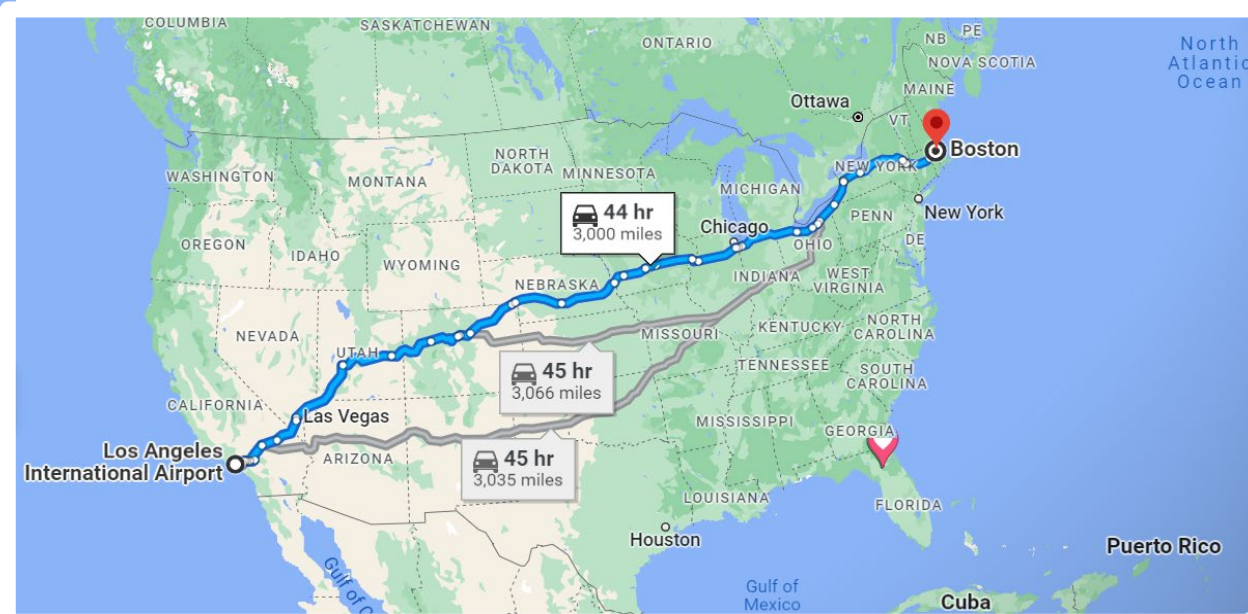 COLUMBIA
SASKATCHEWAN
ONTARIO
NB
PE
NOVA SCOTIA
North
Atlantic
Ocean
MAINE
Ottawa
VT
Boston
NORTH
DAKOTA
MINNESOTA
WASHINGTON
MONTANA
MICHIGAN
NEW YORK
44 hr
3,000 miles
Chicago
PENN
New York
OREGON
IDAHO
WYOMING
OHIO
DE
NEBRASKA
INDIANA
WEST
VIRGINIA
NEVADA
UTAH
MISSOURI
KENTUCKY
NORTH
CAROLINA
45 hr
3,066 miles
TENNESSEE
SOUTH
CAROLINA
CALIFORNIA
Las Vegas
MISSISSIPPI
GEORGIA
Los Angeles
International Airport
ARIZONA
45 hr
3,035 miles
LOUISIANA
FLORIDA
Houston
Puerto Rico
Gulf of
Mexico
Cuba
Gulf of